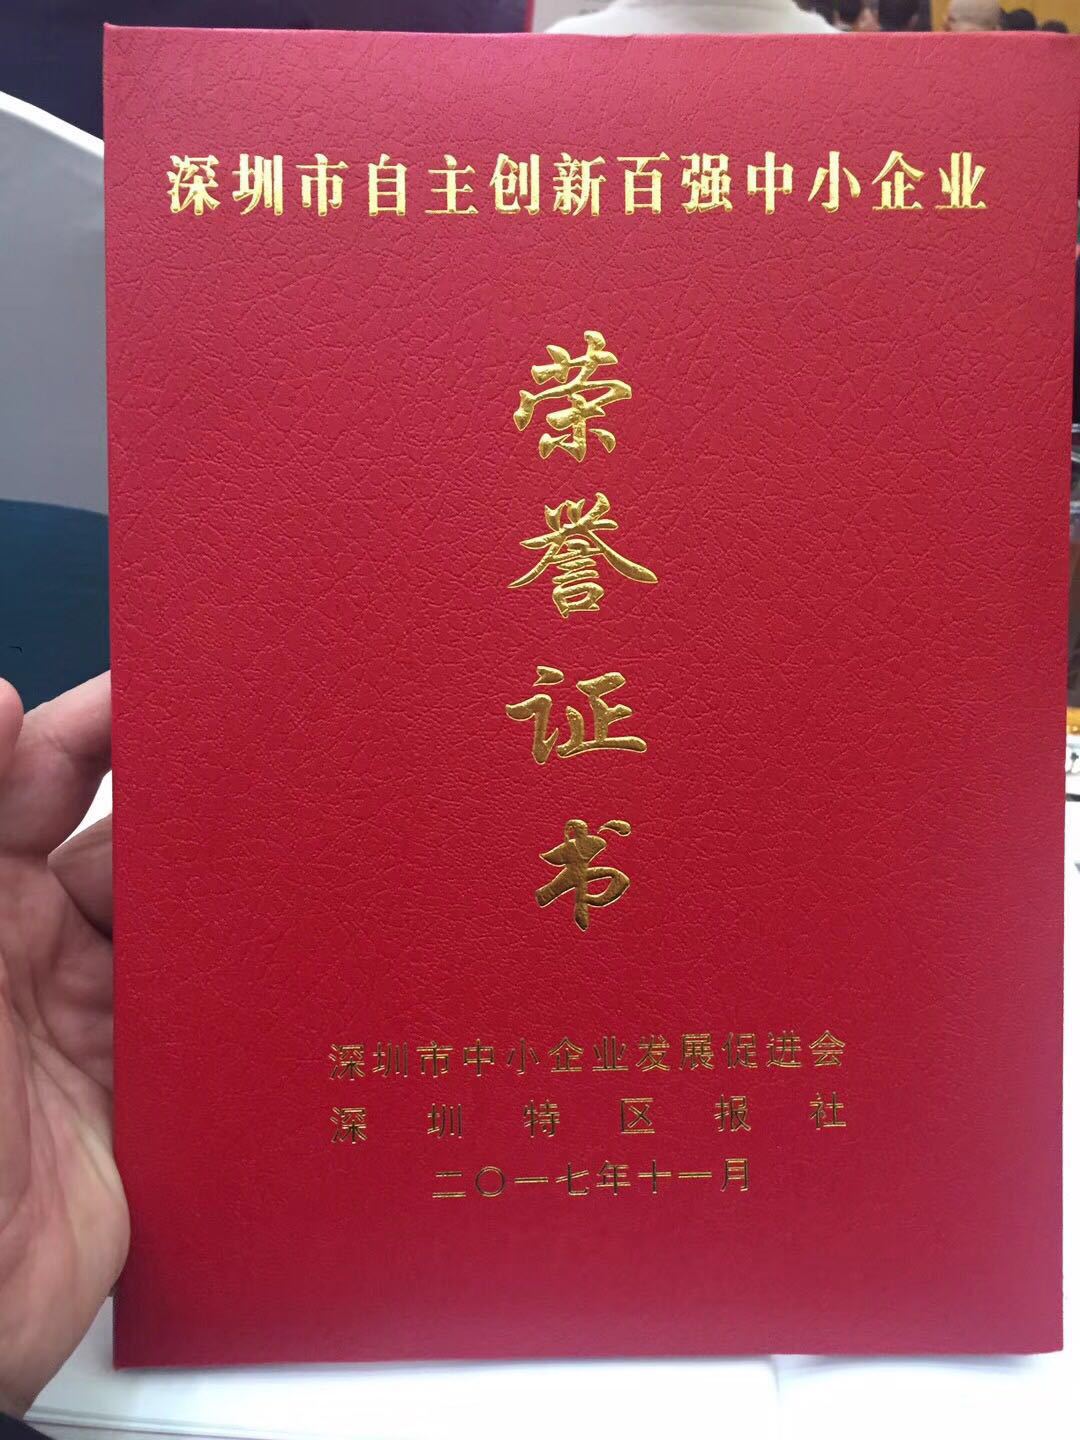 深圳市自主创新百强中小企业
荣誉证书
深圳市中小企业发展促进会
深圳特区报社
二〇一七年十一月